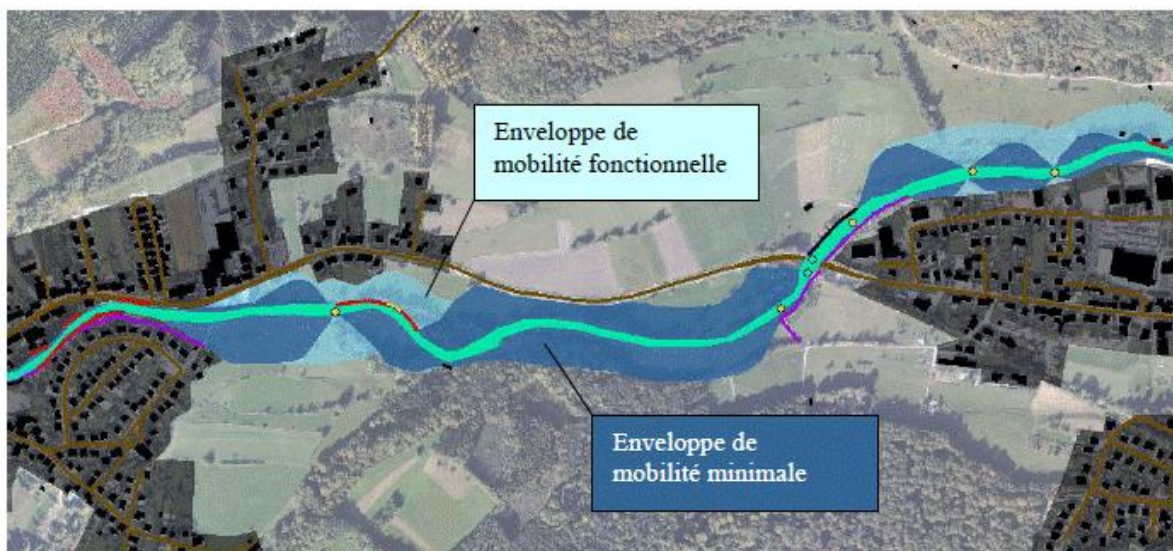 Enveloppe de
mobilité fonctionnelle
Enveloppe de
mobilité minimale